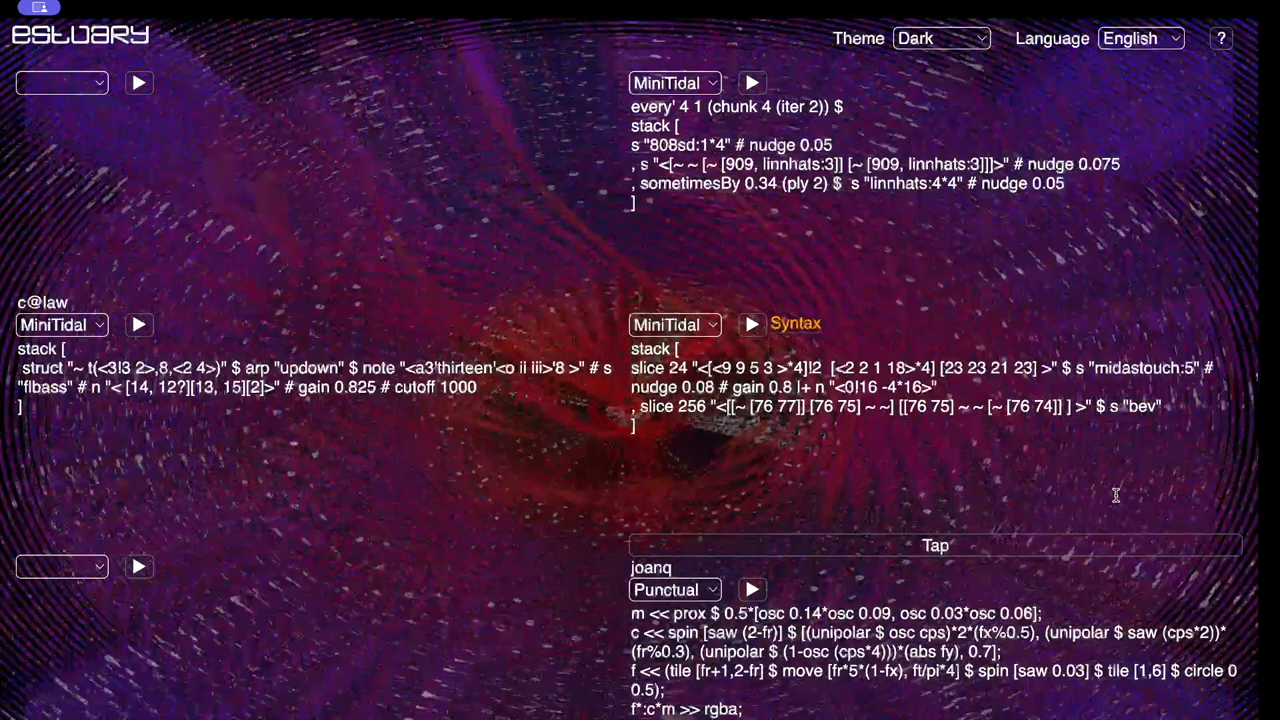 estuary
Theme Dark Language English ?
MiniTidal
every' 4 1 (chunk 4 (iter 2)) $
stack [
s "808sd:1*4" # nudge 0.05
, s "<[~ ~ [~ [909, linnhats:3]] [~ [909, linnhats:3]]]>" # nudge 0.075
, sometimesBy 0.34 (ply 2) $  s "linnhats:4*4" # nudge 0.05
]
c@law
MiniTidal
stack [
struct "~ t(<3!3 2>,8,<2 4>)" $ arp "updown" $ note "<a3'thirteen'<o ii iii>'8 >" # s
"flbass" # n "< [14, 12?][13, 15][2]>" # gain 0.825 # cutoff 1000
]
MiniTidal Syntax
stack [
slice 24 "<[<9 9 5 3 >*4]!2  [<2 2 1 18>*4] [23 23 21 23] >" $ s "midastouch:5" #
nudge 0.08 # gain 0.8 |+ n "<0!16 -4*16>"
, slice 256 "<[[~ [76 77]] [76 75] ~ ~] [[76 75] ~ ~ [~ [76 74]] ] >" $ s "bev"
]
Tap
joanq
Punctual
m << prox $ 0.5*[osc 0.14*osc 0.09, osc 0.03*osc 0.06];
c << spin [saw (2-fr)] $ [(unipolar $ osc cps)*2*(fx%0.5), (unipolar $ saw (cps*2))*
(fr%0.3), (unipolar $ (1-osc (cps*4)))*(abs fy), 0.7];
f << (tile [fr+1,2-fr] $ move [fr*5*(1-fx), ft/pi*4] $ spin [saw 0.03] $ tile [1,6] $ circle 0
0.5);
f*:c*m >> rgba;